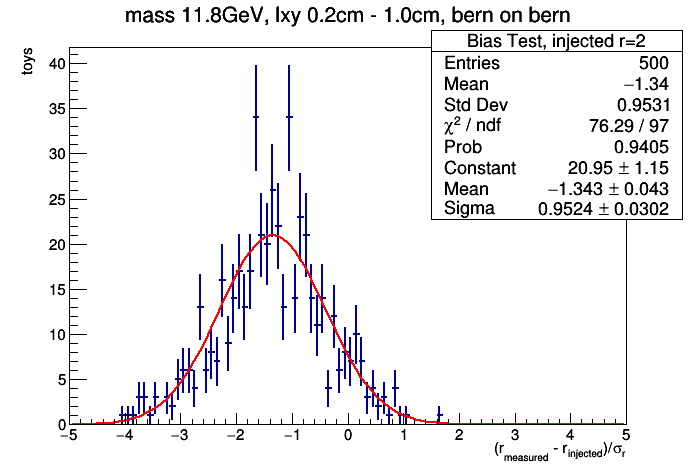 mass 11.8GeV, lxy 0.2cm - 1.0cm, bern on bern
Bias Test, injected r=2
Entries 500
Mean −1.34
Std Dev 0.9531
χ² / ndf 76.29 / 97
Prob 0.9405
Constant 20.95 ± 1.15
Mean −1.343 ± 0.043
Sigma 0.9524 ± 0.0302
toys
40
35
30
25
20
15
10
5
0
−5 −4 −3 −2 −1 0 1 2 3 4 5
(r_measured - r_injected)/σ_r